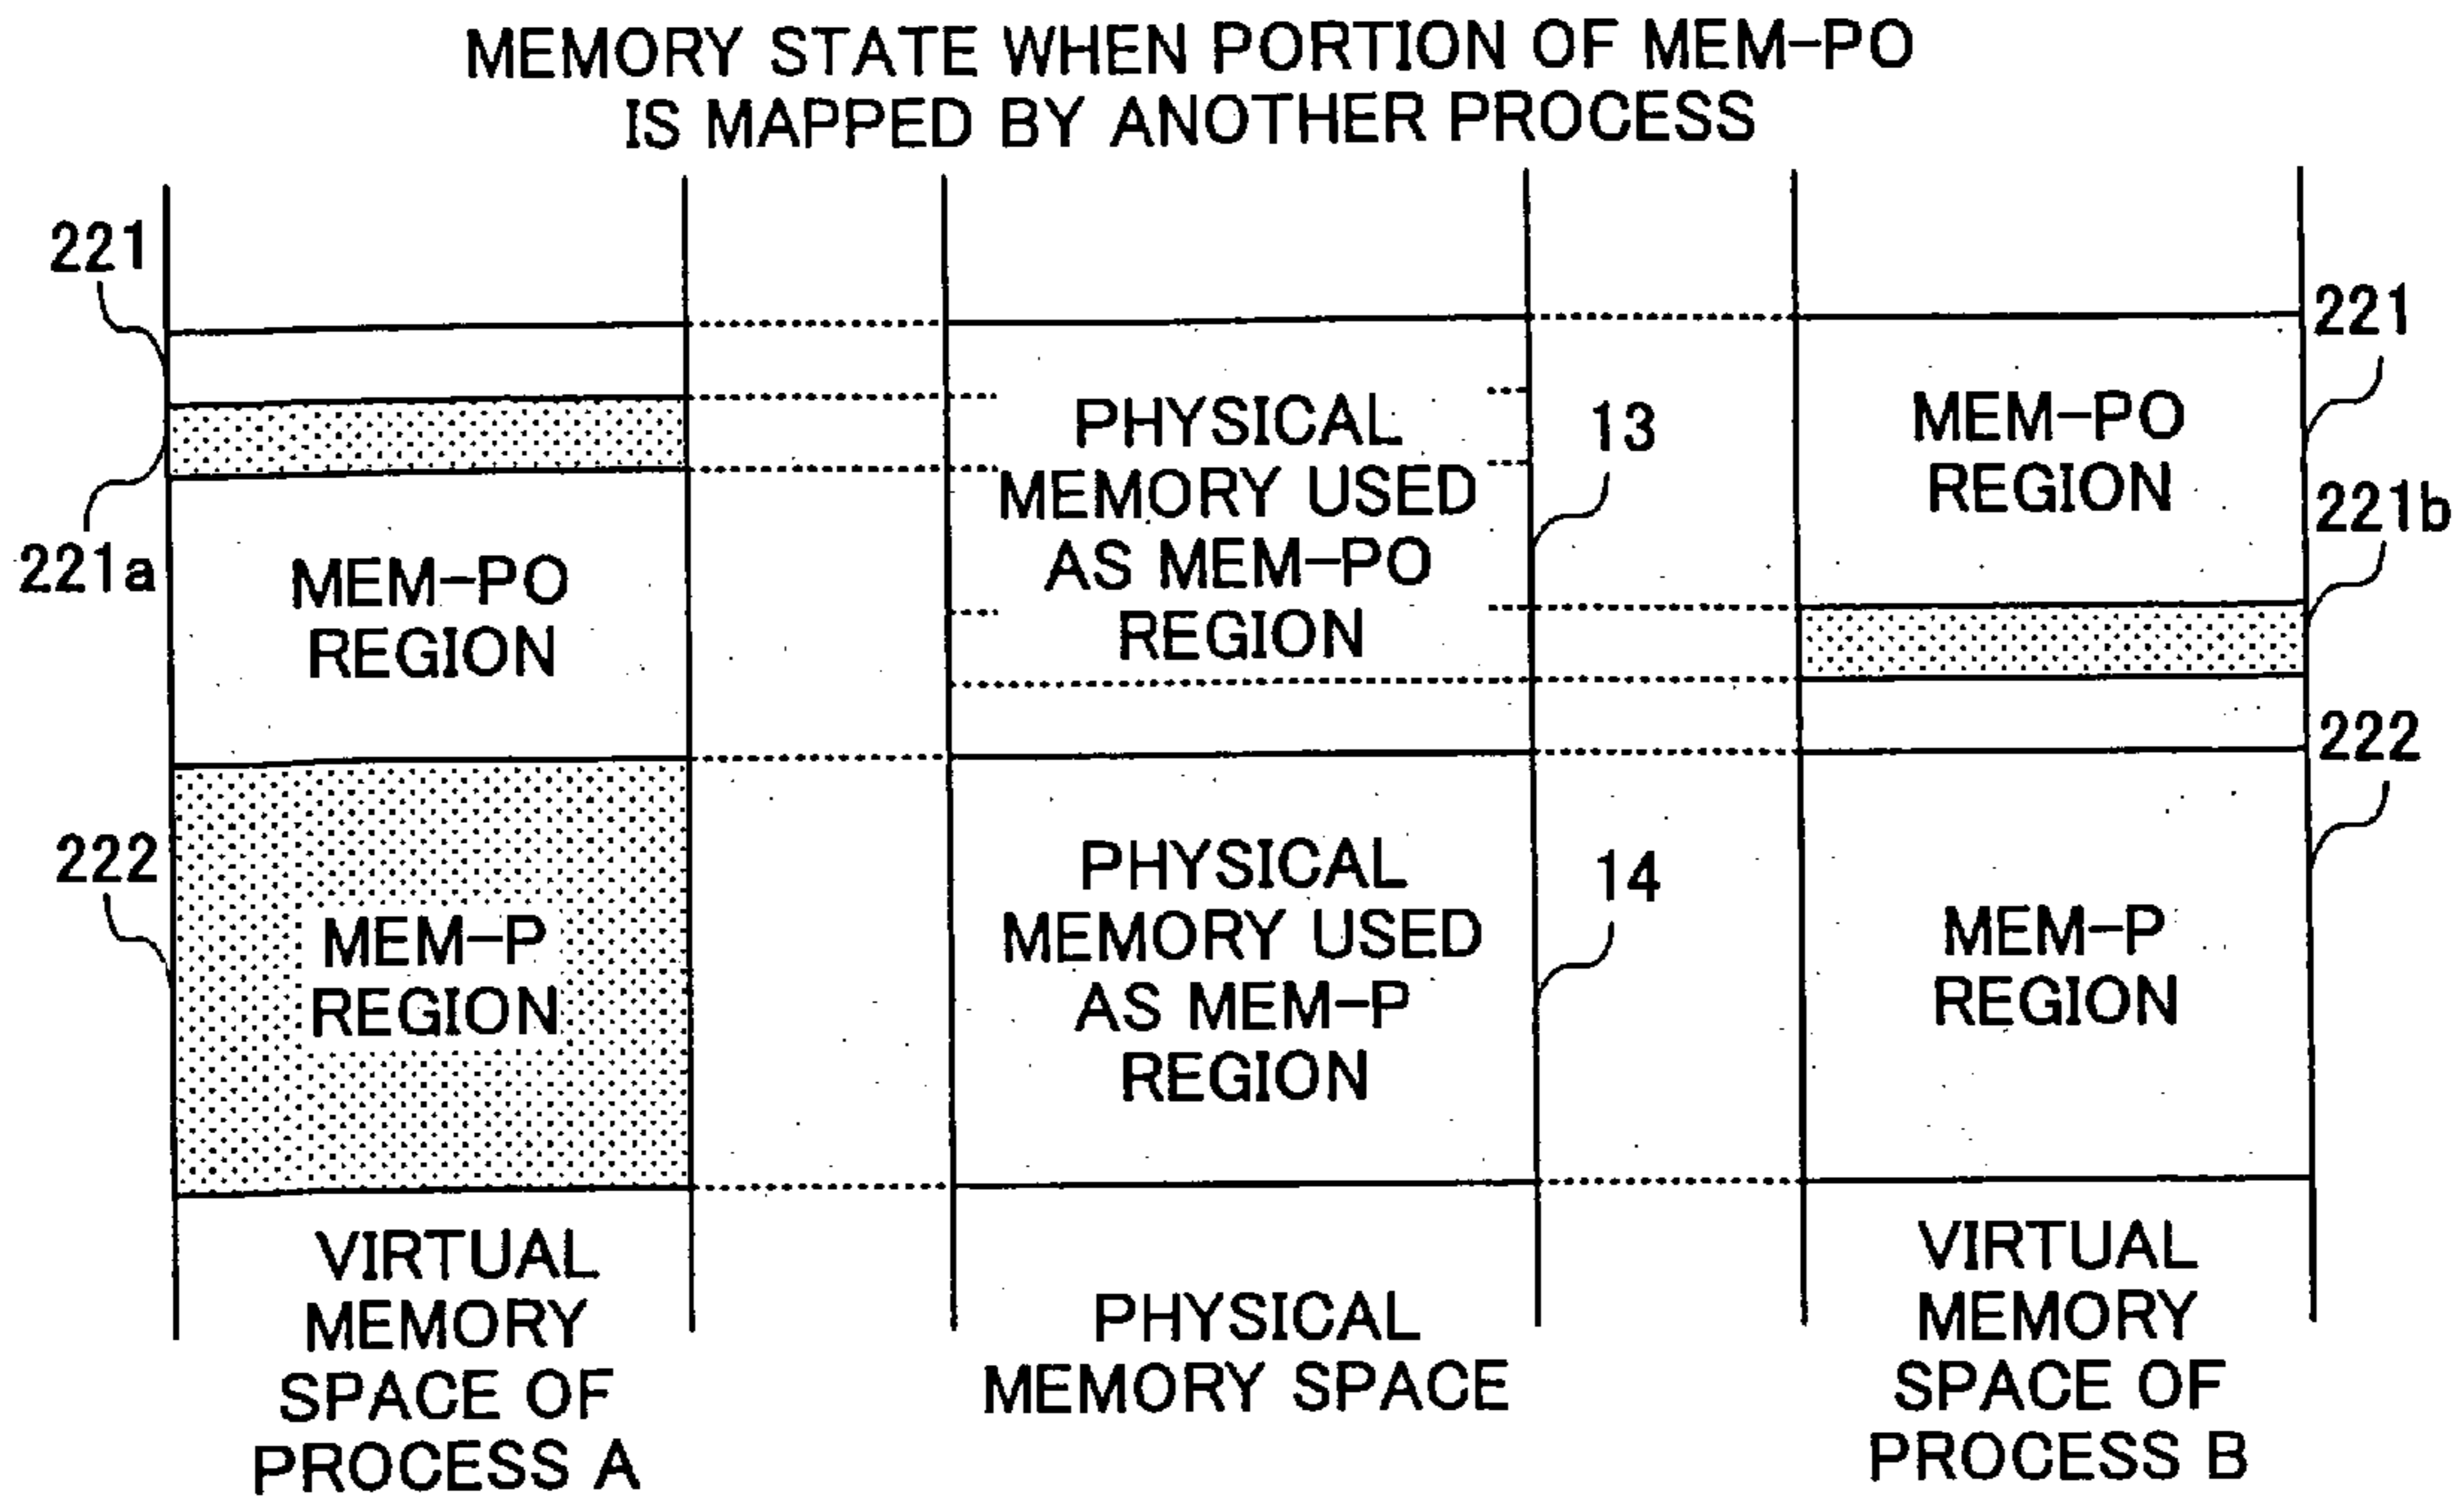 MEMORY STATE WHEN PORTION OF MEM-PO
IS MAPPED BY ANOTHER PROCESS
221
221a
MEM-PO
REGION
222
MEM-P
REGION
VIRTUAL
MEMORY
SPACE OF
PROCESS A
PHYSICAL
MEMORY USED
AS MEM-PO
REGION
13
PHYSICAL
MEMORY USED
AS MEM-P
REGION
14
PHYSICAL
MEMORY SPACE
221
MEM-PO
REGION
221b
222
MEM-P
REGION
VIRTUAL
MEMORY
SPACE OF
PROCESS B